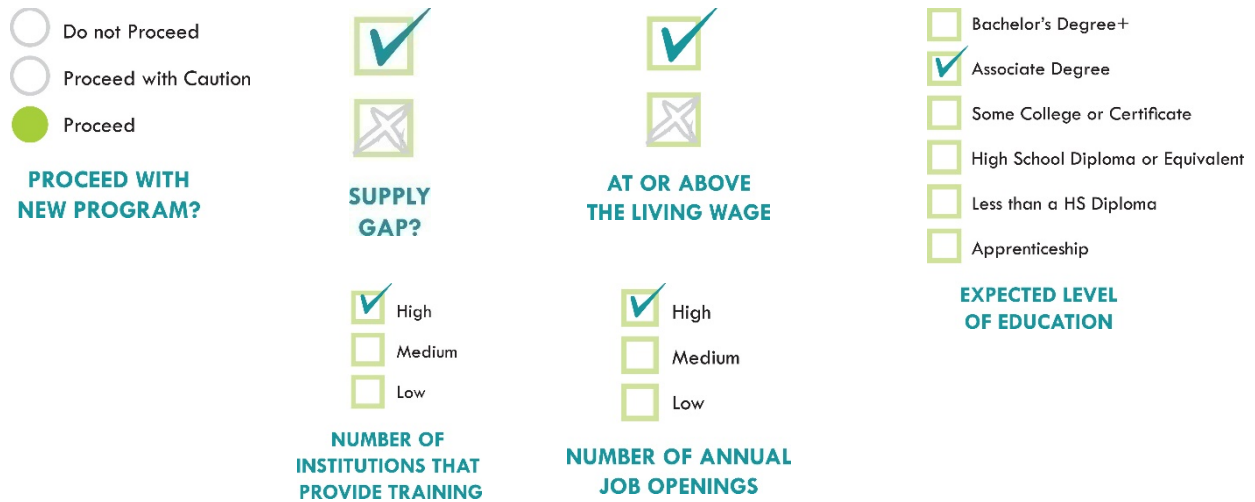 Do not Proceed
Proceed with Caution
Proceed
PROCEED WITH
NEW PROGRAM?
SUPPLY
GAP?
AT OR ABOVE
THE LIVING WAGE
Bachelor's Degree+
Associate Degree
Some College or Certificate
High School Diploma or Equivalent
Less than a HS Diploma
Apprenticeship
EXPECTED LEVEL
OF EDUCATION
High
Medium
Low
NUMBER OF
INSTITUTIONS THAT
PROVIDE TRAINING
High
Medium
Low
NUMBER OF ANNUAL
JOB OPENINGS